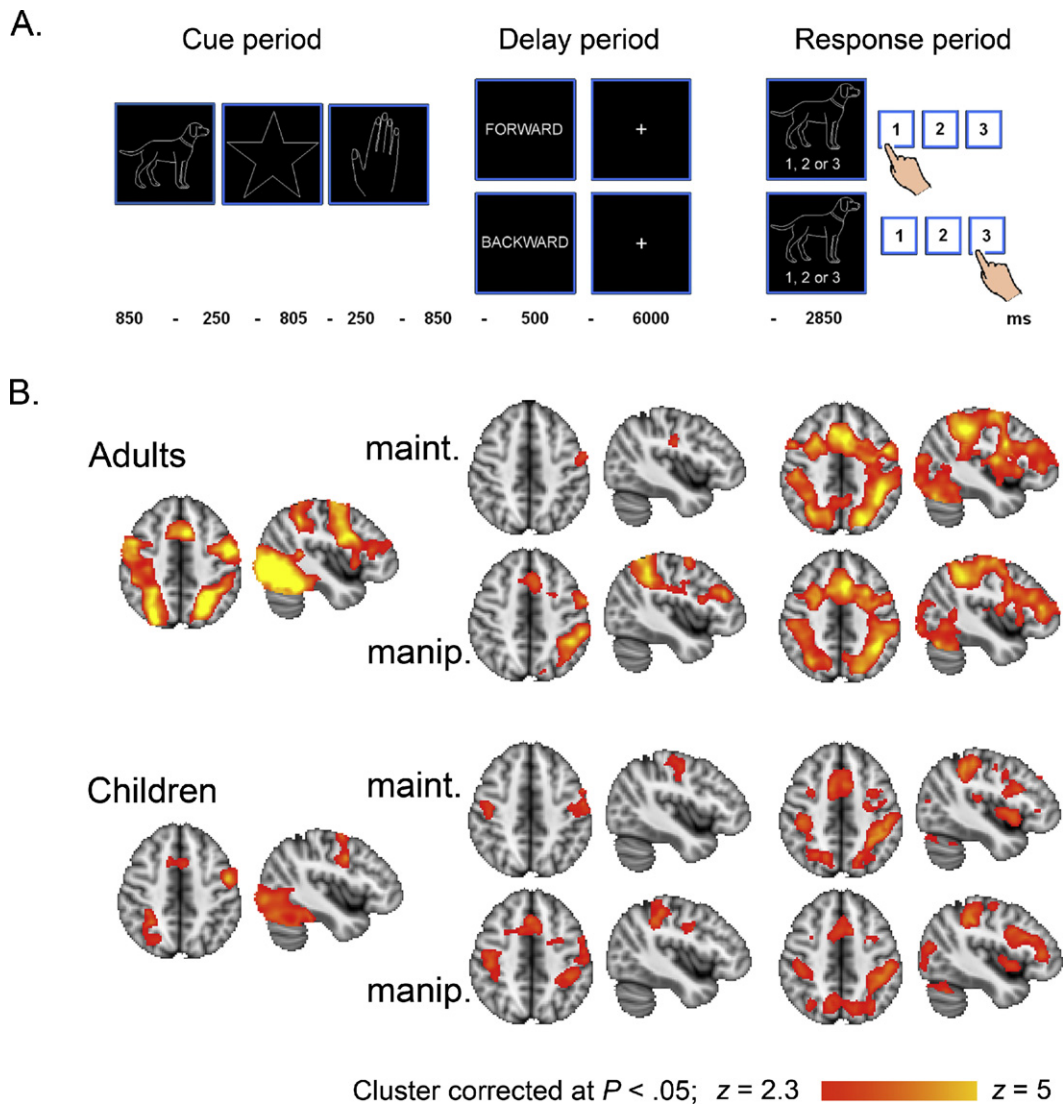 A.
Cue period Delay period Response period
FORWARD + 1, 2 or 3 1 2 3
BACKWARD + 1, 2 or 3 1 2 3
850 - 250 - 805 - 250 - 850 - 500 - 6000 - 2850 ms
B.
Adults
maint.
manip.
Children
maint.
manip.
Cluster corrected at P < .05; z = 2.3 z = 5